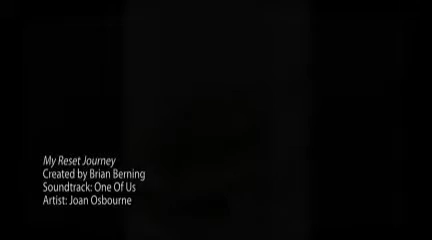 My Reset Journey
Created by Brian Berning
Soundtrack: One Of Us
Artist: Joan Osbourne